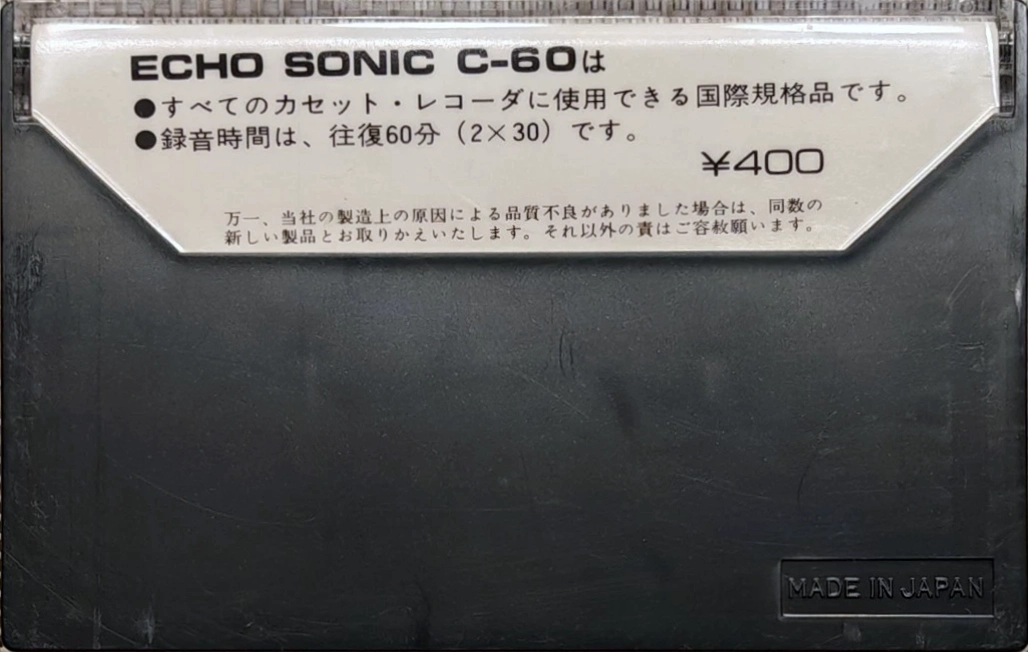 ECHO SONIC C-60は
●すべてのカセット・レコーダに使用できる国際規格品です。
●録音時間は、往復60分（2×30）です。
¥400
万一、当社の製造上の原因による品質不良がありました場合は、同数の
新しい製品とお取りかえいたします。それ以外の責はご容赦願います。
MADE IN JAPAN